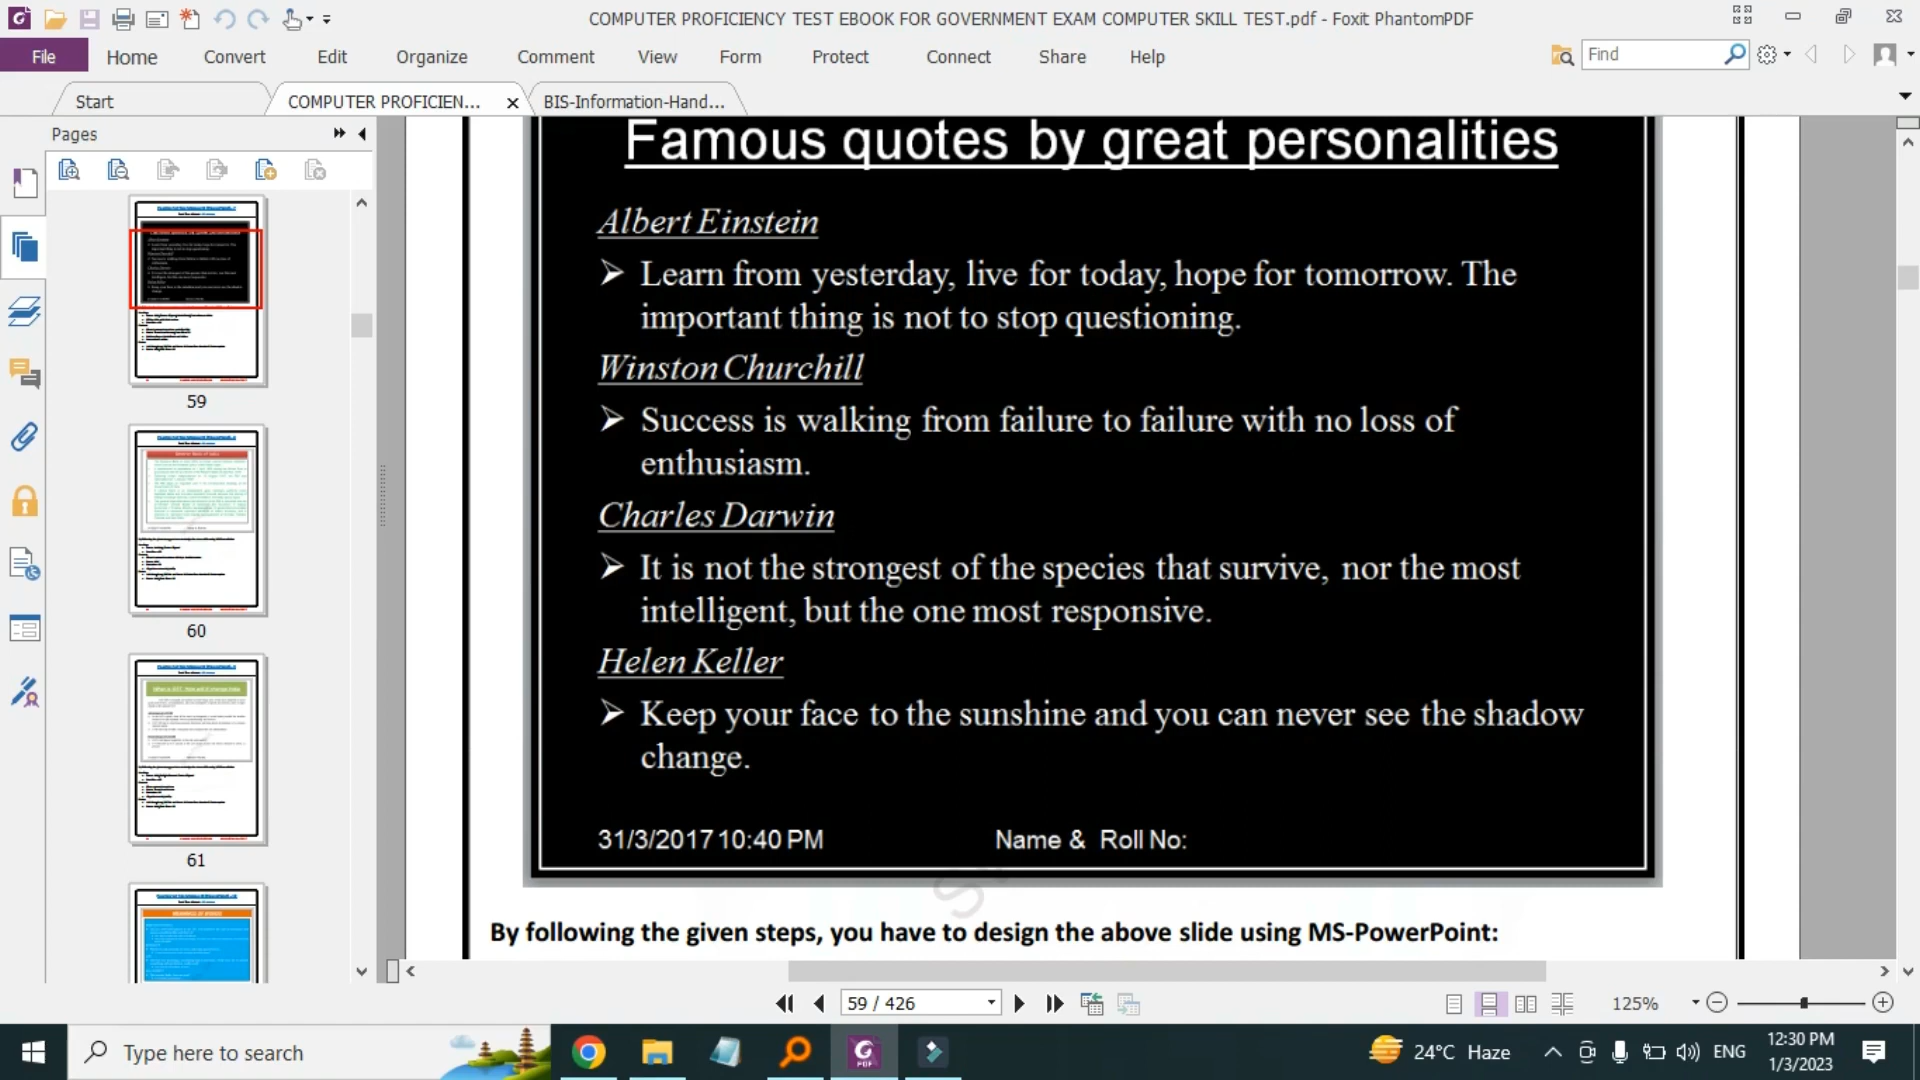 COMPUTER PROFICIENCY TEST EBOOK FOR GOVERNMENT EXAM COMPUTER SKILL TEST.pdf - Foxit PhantomPDF
File Home Convert Edit Organize Comment View Form Protect Connect Share Help Find
Start COMPUTER PROFICIEN... BIS-Information-Hand...
Pages
Famous quotes by great personalities
Albert Einstein
➢ Learn from yesterday, live for today, hope for tomorrow. The
important thing is not to stop questioning.
Winston Churchill
➢ Success is walking from failure to failure with no loss of
enthusiasm.
Charles Darwin
➢ It is not the strongest of the species that survive, nor the most
intelligent, but the one most responsive.
Helen Keller
➢ Keep your face to the sunshine and you can never see the shadow
change.
31/3/2017 10:40 PM Name & Roll No:
By following the given steps, you have to design the above slide using MS-PowerPoint:
59
60
61
59 / 426
125%
Type here to search
PDF
24°C Haze
ENG
12:30 PM
1/3/2023